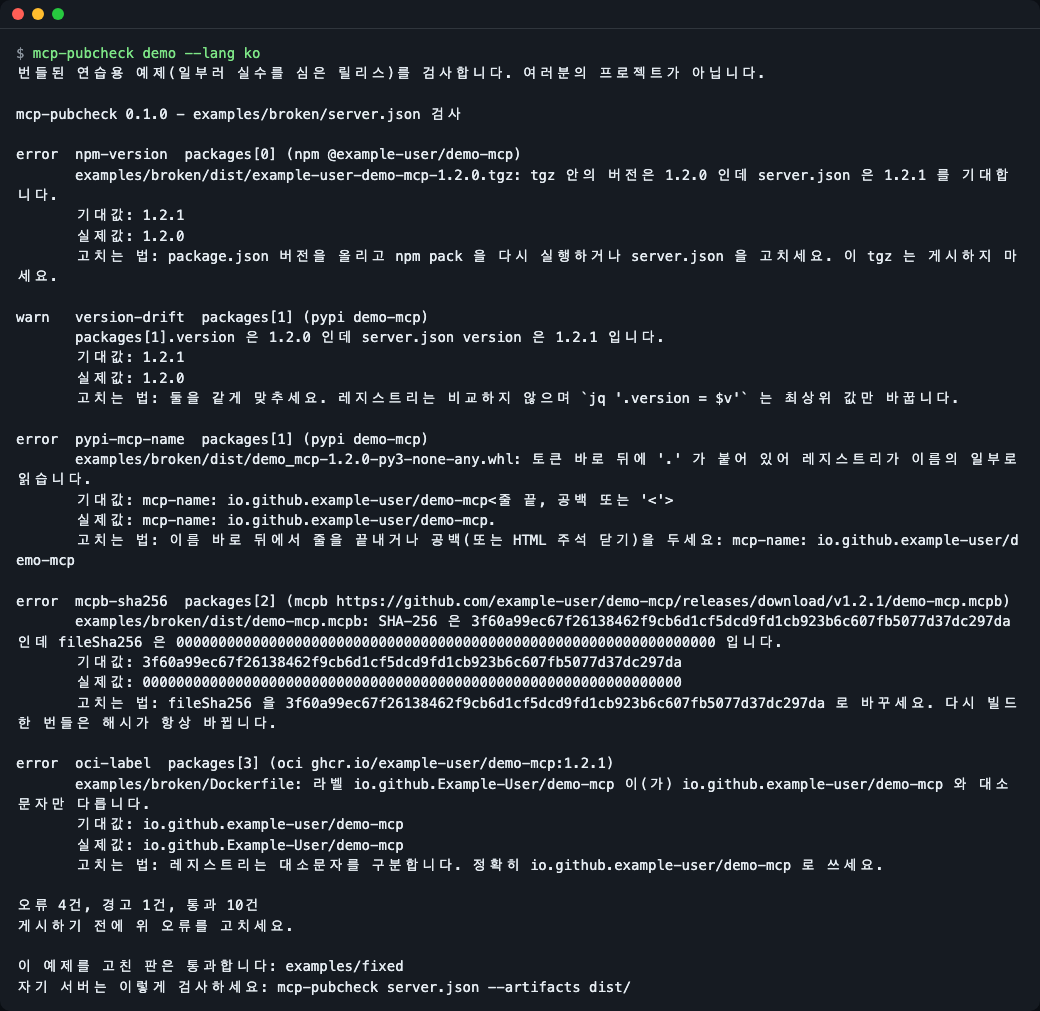 $ mcp-pubcheck demo --lang ko
번들된 연습용 예제(일부러 실수를 심은 릴리스)를 검사합니다. 여러분의 프로젝트가 아닙니다.
mcp-pubcheck 0.1.0 - examples/broken/server.json 검사
error  npm-version  packages[0] (npm @example-user/demo-mcp)
examples/broken/dist/example-user-demo-mcp-1.2.0.tgz: tgz 안의 버전은 1.2.0 인데 server.json 은 1.2.1 를 기대합
니다.
기대값: 1.2.1
실제값: 1.2.0
고치는 법: package.json 버전을 올리고 npm pack 을 다시 실행하거나 server.json 을 고치세요. 이 tgz 는 게시하지 마
세요.
warn   version-drift  packages[1] (pypi demo-mcp)
packages[1].version 은 1.2.0 인데 server.json version 은 1.2.1 입니다.
기대값: 1.2.1
실제값: 1.2.0
고치는 법: 둘을 같게 맞추세요. 레지스트리는 비교하지 않으며 `jq '.version = $v'` 는 최상위 값만 바꿉니다.
error  pypi-mcp-name  packages[1] (pypi demo-mcp)
examples/broken/dist/demo_mcp-1.2.0-py3-none-any.whl: 토큰 바로 뒤에 '.' 가 붙어 있어 레지스트리가 이름의 일부로
읽습니다.
기대값: mcp-name: io.github.example-user/demo-mcp<줄 끝, 공백 또는 '<'>
실제값: mcp-name: io.github.example-user/demo-mcp.
고치는 법: 이름 바로 뒤에서 줄을 끝내거나 공백(또는 HTML 주석 닫기)을 두세요: mcp-name: io.github.example-user/d
emo-mcp
error  mcpb-sha256  packages[2] (mcpb https://github.com/example-user/demo-mcp/releases/download/v1.2.1/demo-mcp.mcpb)
examples/broken/dist/demo-mcp.mcpb: SHA-256 은 3f60a99ec67f26138462f9cb6d1cf5dcd9fd1cb923b6c607fb5077d37dc297da
인데 fileSha256 은 0000000000000000000000000000000000000000000000000000000000000000 입니다.
기대값: 3f60a99ec67f26138462f9cb6d1cf5dcd9fd1cb923b6c607fb5077d37dc297da
실제값: 0000000000000000000000000000000000000000000000000000000000000000
고치는 법: fileSha256 을 3f60a99ec67f26138462f9cb6d1cf5dcd9fd1cb923b6c607fb5077d37dc297da 로 바꾸세요. 다시 빌드
한 번들은 해시가 항상 바뀝니다.
error  oci-label  packages[3] (oci ghcr.io/example-user/demo-mcp:1.2.1)
examples/broken/Dockerfile: 라벨 io.github.Example-User/demo-mcp 이(가) io.github.example-user/demo-mcp 와 대소
문자만 다릅니다.
기대값: io.github.example-user/demo-mcp
실제값: io.github.Example-User/demo-mcp
고치는 법: 레지스트리는 대소문자를 구분합니다. 정확히 io.github.example-user/demo-mcp 로 쓰세요.
오류 4건, 경고 1건, 통과 10건
게시하기 전에 위 오류를 고치세요.
이 예제를 고친 판은 통과합니다: examples/fixed
자기 서버는 이렇게 검사하세요: mcp-pubcheck server.json --artifacts dist/